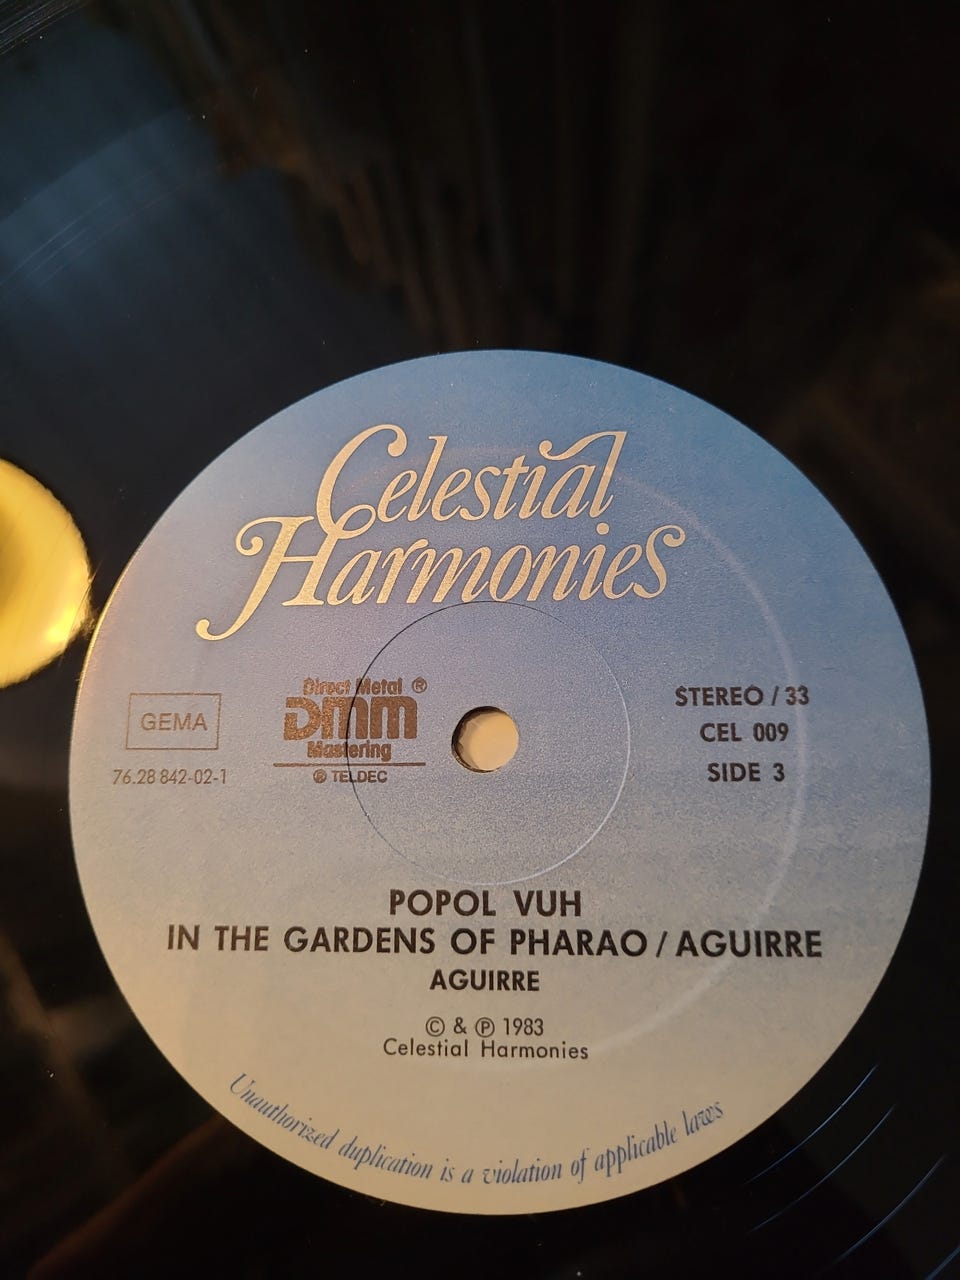 Celestial
Harmonies
GEMA
76.28 842-02-1
Direct Metal ®
DMM
Mastering
℗ TELDEC
STEREO / 33
CEL 009
SIDE 3
POPOL VUH
IN THE GARDENS OF PHARAO / AGUIRRE
AGUIRRE
© & ℗ 1983
Celestial Harmonies
Unauthorized duplication is a violation of applicable laws